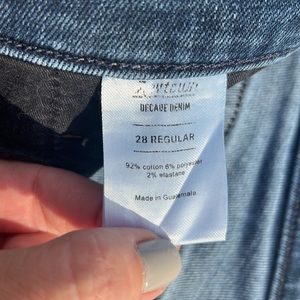 DECADE DENIM
28 REGULAR
92% cotton 6% polyester
2% elastane
Made in Guatemala